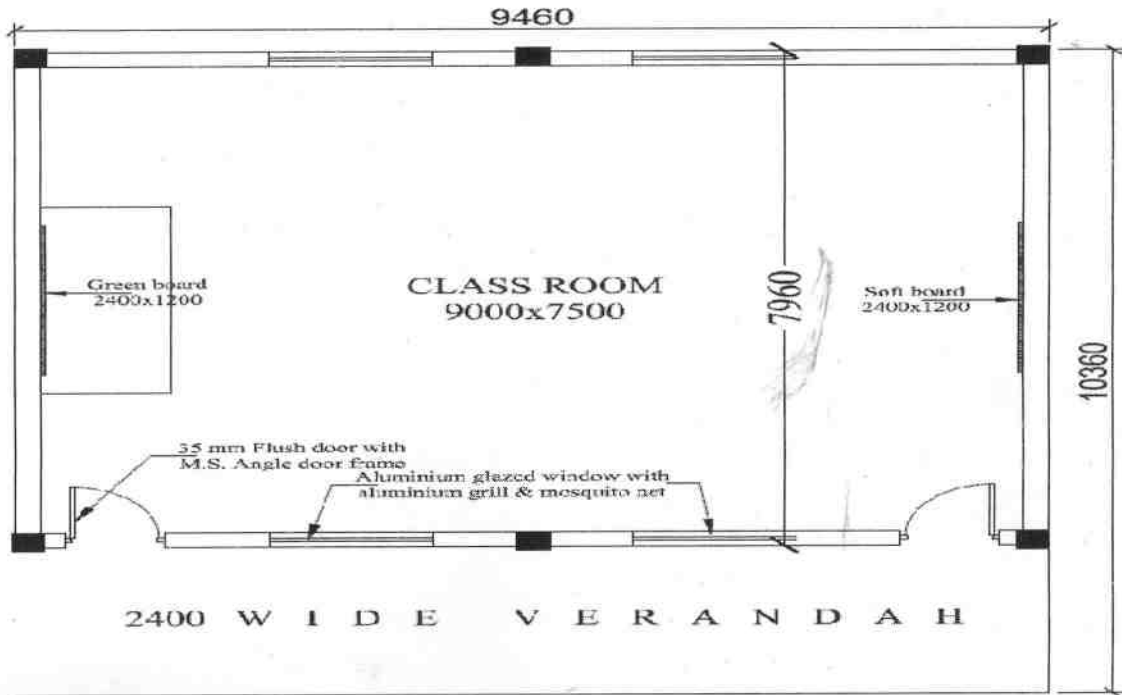 9460
Green board
2400x1200
CLASS ROOM
9000x7500
7960
Soft board
2400x1200
10360
35 mm Flush door with
M.S. Angle door frame
Aluminium glazed window with
aluminium grill & mosquito net
2400 WIDE VERANDAH